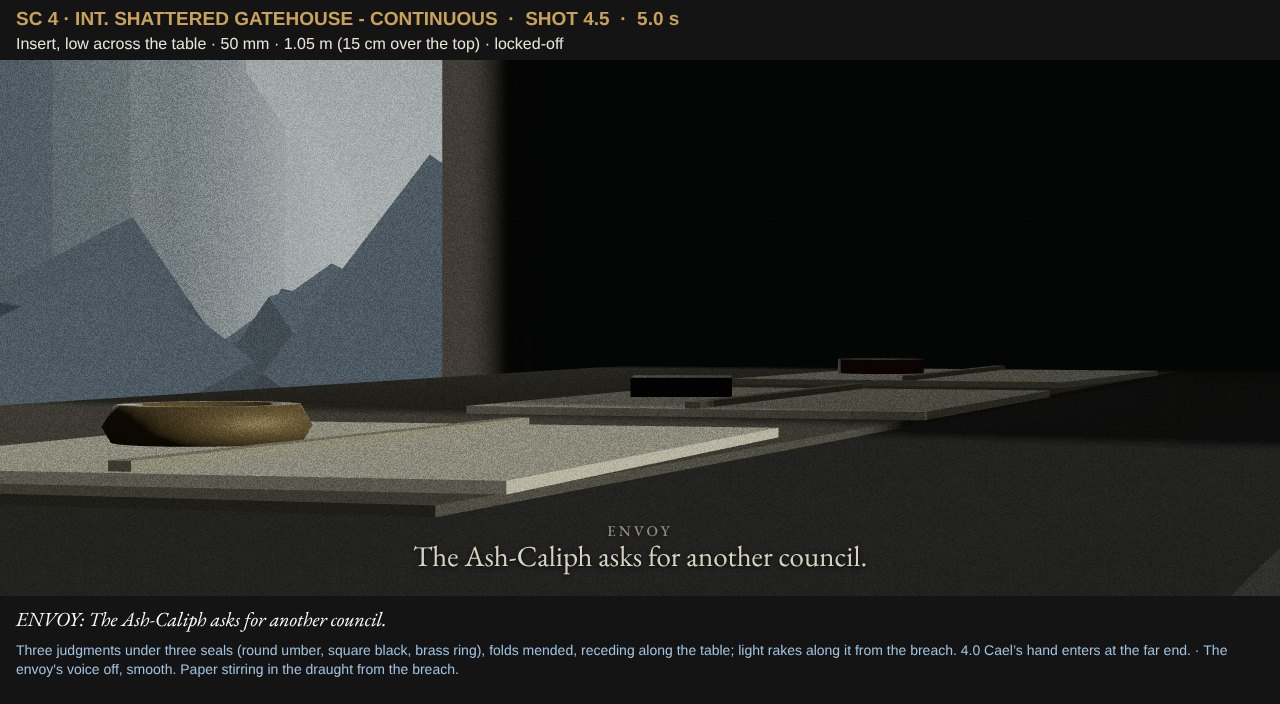 SC 4 · INT. SHATTERED GATEHOUSE - CONTINUOUS · SHOT 4.5 · 5.0 s
Insert, low across the table · 50 mm · 1.05 m (15 cm over the top) · locked-off
ENVOY
The Ash-Caliph asks for another council.
ENVOY: The Ash-Caliph asks for another council.
Three judgments under three seals (round umber, square black, brass ring), folds mended, receding along the table; light rakes along it from the breach. 4.0 Cael's hand enters at the far end. · The
envoy's voice off, smooth. Paper stirring in the draught from the breach.